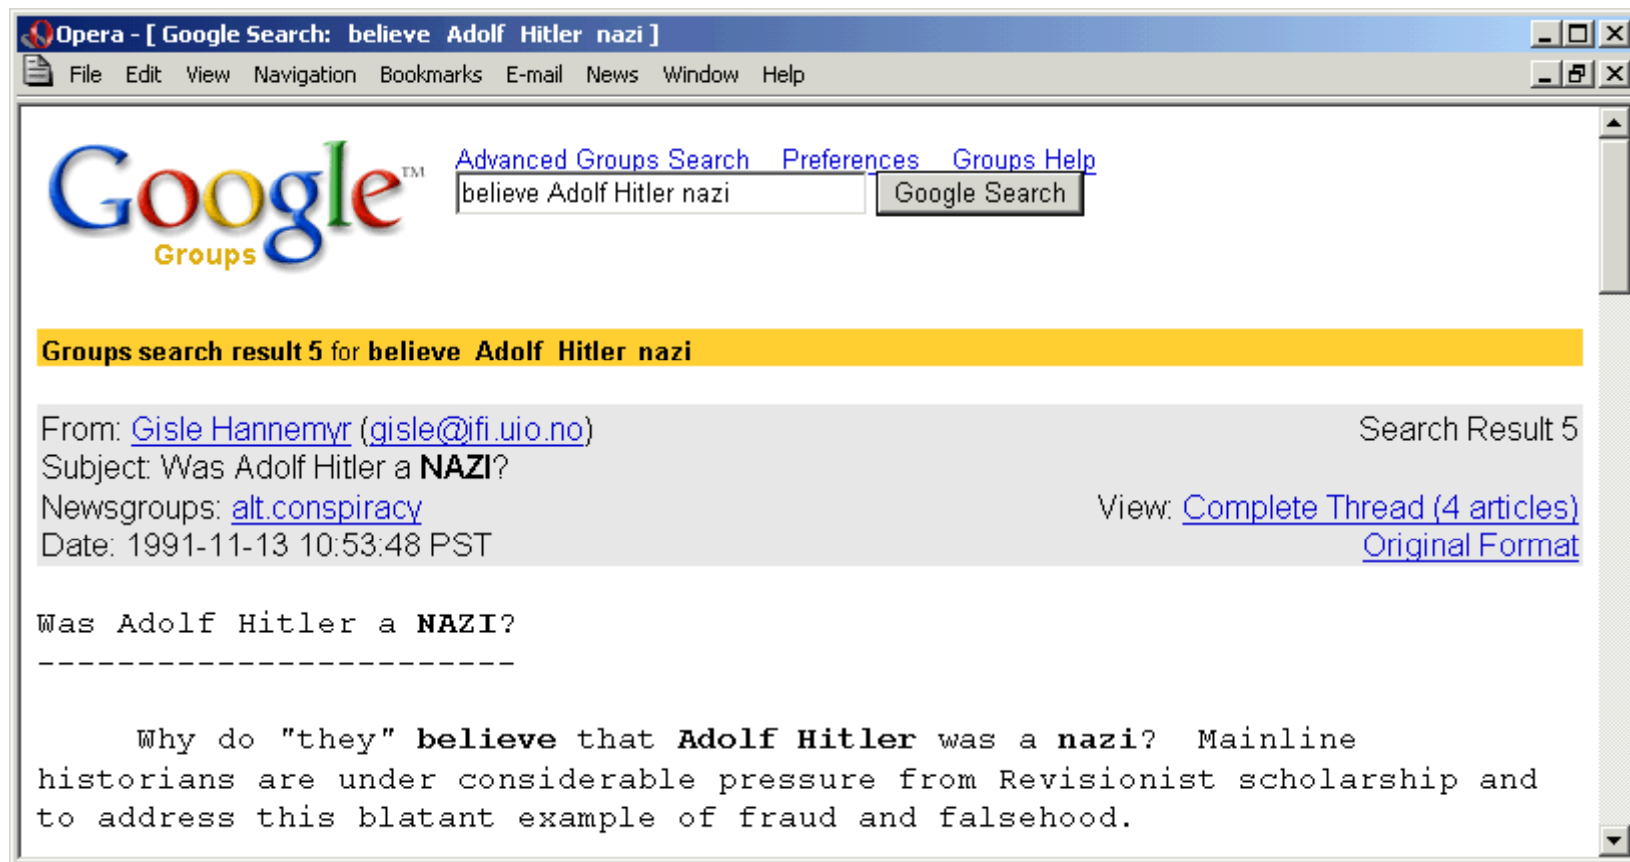 Opera - [ Google Search:  believe  Adolf  Hitler  nazi ]
File Edit View Navigation Bookmarks E-mail News Window Help
Google™
Groups
Advanced Groups Search Preferences Groups Help
believe Adolf Hitler nazi Google Search
Groups search result 5 for believe  Adolf  Hitler  nazi
From: Gisle Hannemyr (gisle@ifi.uio.no) Search Result 5
Subject: Was Adolf Hitler a NAZI?
Newsgroups: alt.conspiracy View: Complete Thread (4 articles)
Date: 1991-11-13 10:53:48 PST Original Format
Was Adolf Hitler a NAZI?
------------------------
Why do "they" believe that Adolf Hitler was a nazi?  Mainline
historians are under considerable pressure from Revisionist scholarship and
to address this blatant example of fraud and falsehood.